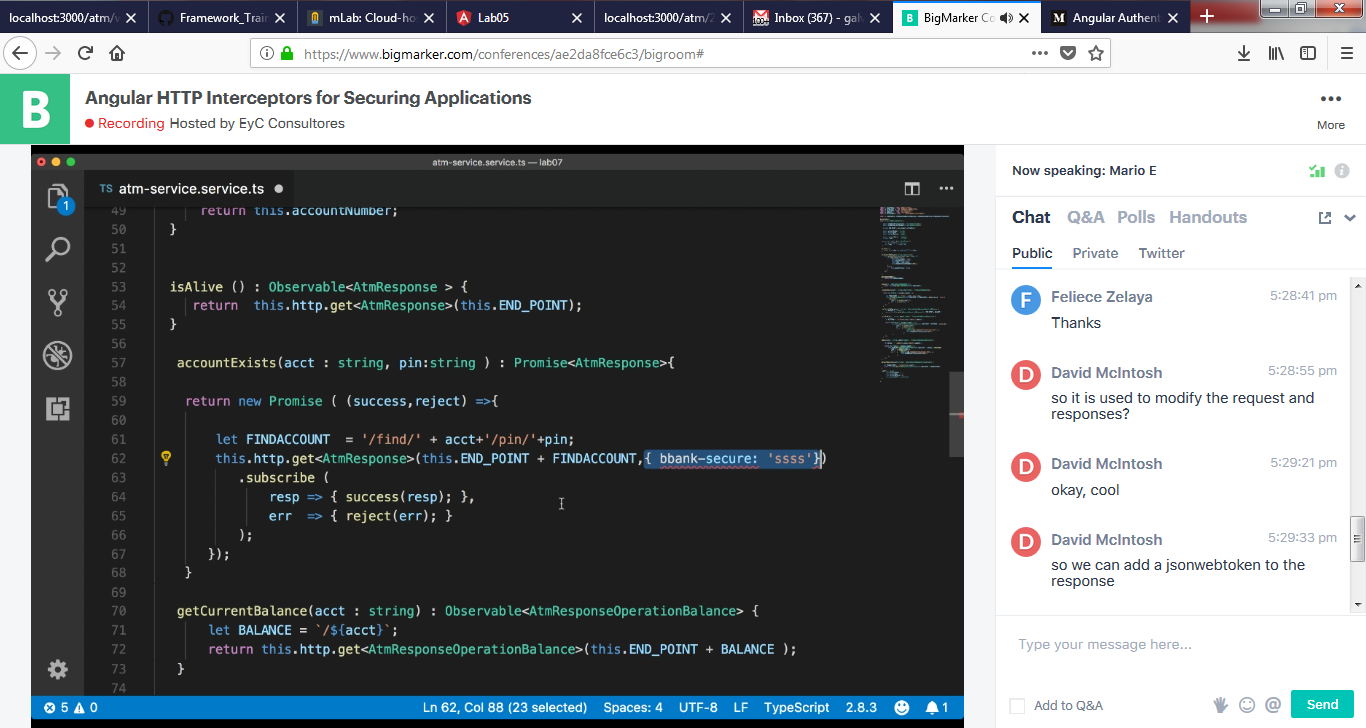 localhost:3000/atm/v
Framework_Trai
mLab: Cloud-ho
Lab05
localhost:3000/atm/2
Inbox (367) - gal
BigMarker Co
Angular Authent
https://www.bigmarker.com/conferences/ae2da8fce6c3/bigroom#
B
Angular HTTP Interceptors for Securing Applications
Recording Hosted by EyC Consultores
More
atm-service.service.ts — lab07
TS atm-service.service.ts
1
49 return this.accountNumber;
50 }
51
52
53 isAlive () : Observable<AtmResponse > {
54 return this.http.get<AtmResponse>(this.END_POINT);
55 }
56
57 accountExists(acct : string, pin:string ) : Promise<AtmResponse>{
58
59 return new Promise ( (success,reject) =>{
60
61 let FINDACCOUNT = '/find/' + acct+'/pin/'+pin;
62 this.http.get<AtmResponse>(this.END_POINT + FINDACCOUNT,{ bbank-secure: 'ssss'})
63 .subscribe (
64 resp => { success(resp); },
65 err => { reject(err); }
66 );
67 });
68 }
69
70 getCurrentBalance(acct : string) : Observable<AtmResponseOperationBalance> {
71 let BALANCE = `/${acct}`;
72 return this.http.get<AtmResponseOperationBalance>(this.END_POINT + BALANCE );
73 }
74
5 0 Ln 62, Col 88 (23 selected) Spaces: 4 UTF-8 LF TypeScript 2.8.3 1
Now speaking: Mario E
Chat Q&A Polls Handouts
Public Private Twitter
F Feliece Zelaya 5:28:41 pm
Thanks
D David McIntosh 5:28:55 pm
so it is used to modify the request and
responses?
D David McIntosh 5:29:21 pm
okay, cool
D David McIntosh 5:29:33 pm
so we can add a jsonwebtoken to the
response
Type your message here...
Add to Q&A
Send